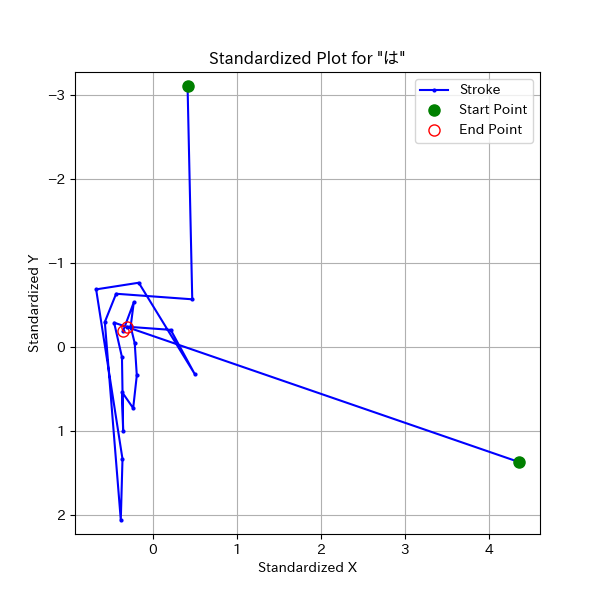 Standardized Plot for "は"
Stroke
Start Point
End Point
−3
−2
−1
0
1
2
Standardized Y
0 1 2 3 4
Standardized X